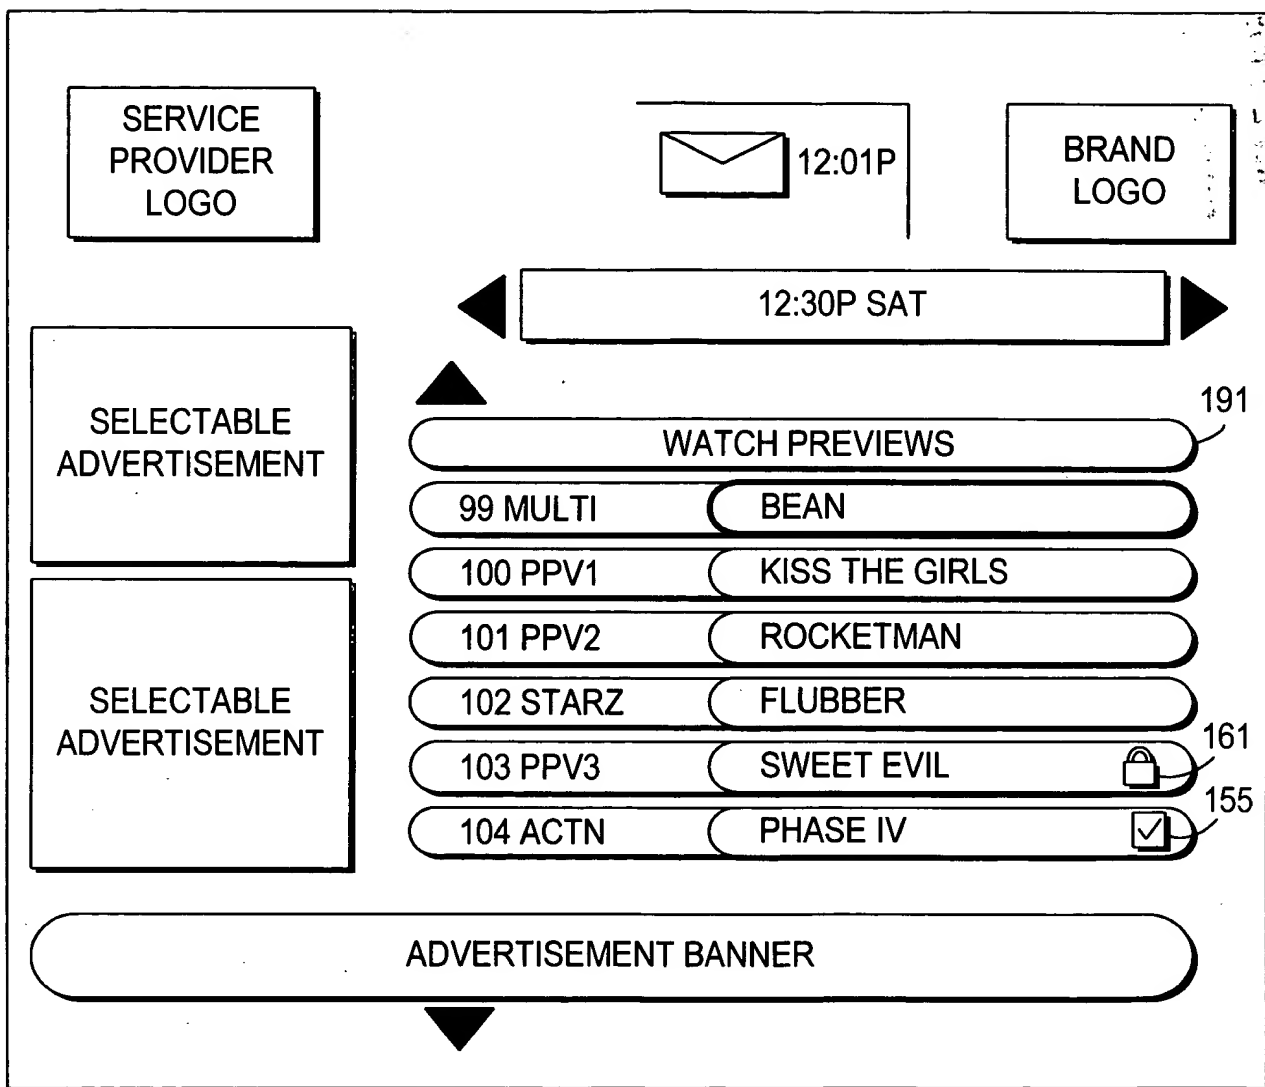 SERVICE
PROVIDER
LOGO
12:01P
BRAND
LOGO
12:30P SAT
SELECTABLE
ADVERTISEMENT
191
WATCH PREVIEWS
99 MULTI BEAN
100 PPV1 KISS THE GIRLS
101 PPV2 ROCKETMAN
102 STARZ FLUBBER
SELECTABLE
ADVERTISEMENT
161
103 PPV3 SWEET EVIL
155
104 ACTN PHASE IV
ADVERTISEMENT BANNER